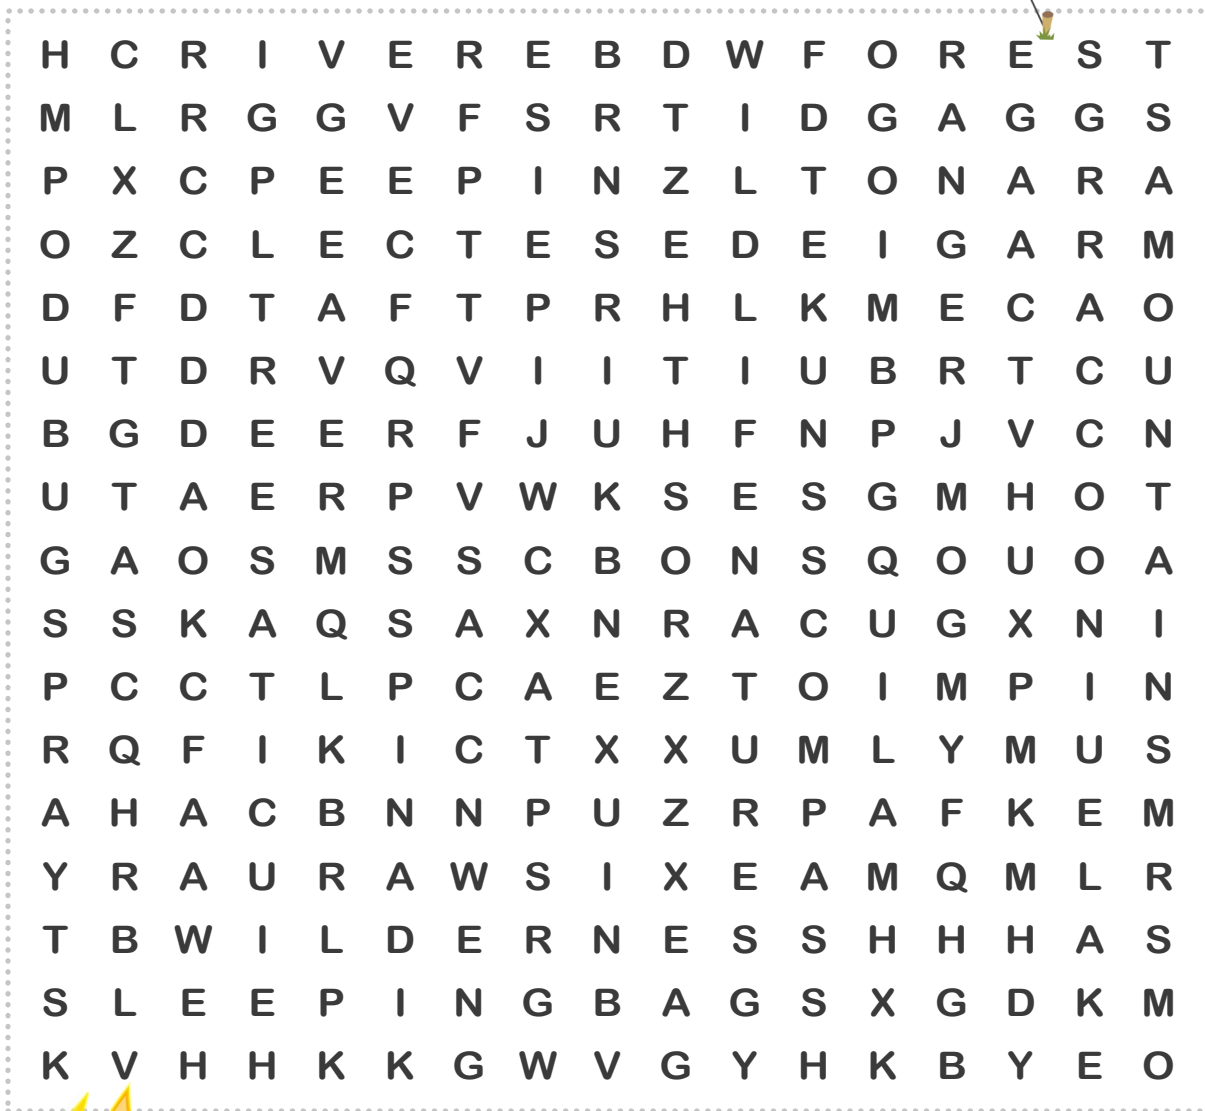 H C R I V E R E B D W F O R E S T
M L R G G V F S R T I D G A G G S
P X C P E E P I N Z L T O N A R A
O Z C L E C T E S E D E I G A R M
D F D T A F T P R H L K M E C A O
U T D R V Q V I I T I U B R T C U
B G D E E R F J U H F N P J V C N
U T A E R P V W K S E S G M H O T
G A O S M S S C B O N S Q O U O A
S S K A Q S A X N R A C U G X N I
P C C T L P C A E Z T O I M P I N
R Q F I K I C T X X U M L Y M U S
A H A C B N N P U Z R P A F K E M
Y R A U R A W S I X E A M Q M L R
T B W I L D E R N E S S H H H A S
S L E E P I N G B A G S X G D K M
K V H H K K G W V G Y H K B Y E O